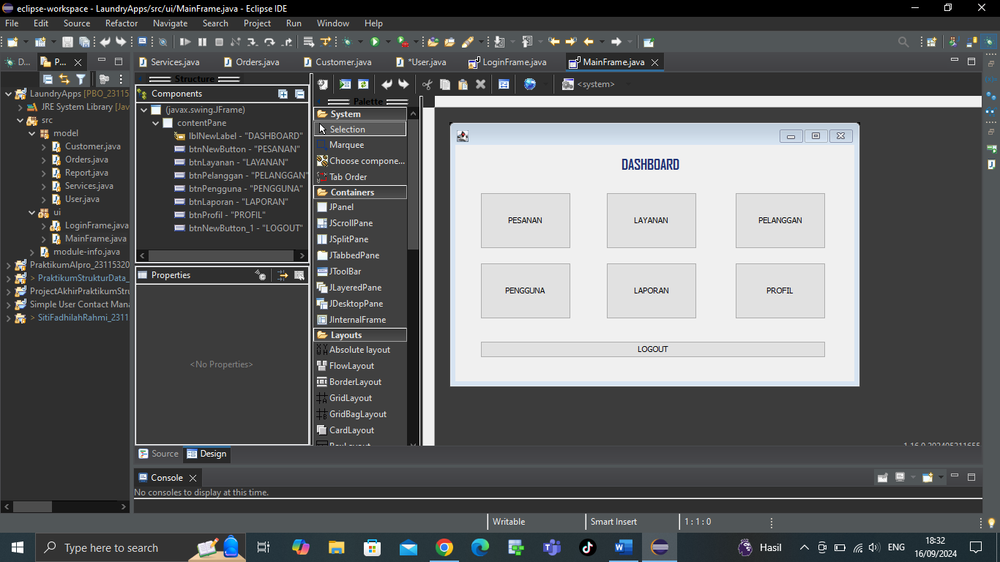 eclipse-workspace - LaundryApps/src/ui/MainFrame.java - Eclipse IDE
File Edit Source Refactor Navigate Search Project Run Window Help
D... P... Services.java Orders.java Customer.java *User.java LoginFrame.java MainFrame.java
Structure
Components
(javax.swing.JFrame)
contentPane
lblNewLabel - "DASHBOARD"
btnNewButton - "PESANAN"
btnLayanan - "LAYANAN"
btnPelanggan - "PELANGGAN"
btnPengguna - "PENGGUNA"
btnLaporan - "LAPORAN"
btnProfil - "PROFIL"
btnNewButton_1 - "LOGOUT"
Properties
<No Properties>
LaundryApps [PBO_23115
JRE System Library [Jav
src
model
Customer.java
Orders.java
Report.java
Services.java
User.java
ui
LoginFrame.java
MainFrame.java
module-info.java
PraktikumAlpro_23115320
> PraktikumStrukturData_
ProjectAkhirPraktikumStru
Simple User Contact Mana
> SitiFadhilahRahmi_2311
<system>
Palette
System
Selection
Marquee
Choose compone...
Tab Order
Containers
JPanel
JScrollPane
JSplitPane
JTabbedPane
JToolBar
JLayeredPane
JDesktopPane
JInternalFrame
Layouts
Absolute layout
FlowLayout
BorderLayout
GridLayout
GridBagLayout
CardLayout
BoxLayout
DASHBOARD
PESANAN LAYANAN PELANGGAN
PENGGUNA LAPORAN PROFIL
LOGOUT
1.16.0.202405211655
Source Design
Console
No consoles to display at this time.
Writable Smart Insert 1 : 1 : 0
Type here to search
Hasil
ENG
18:32
16/09/2024